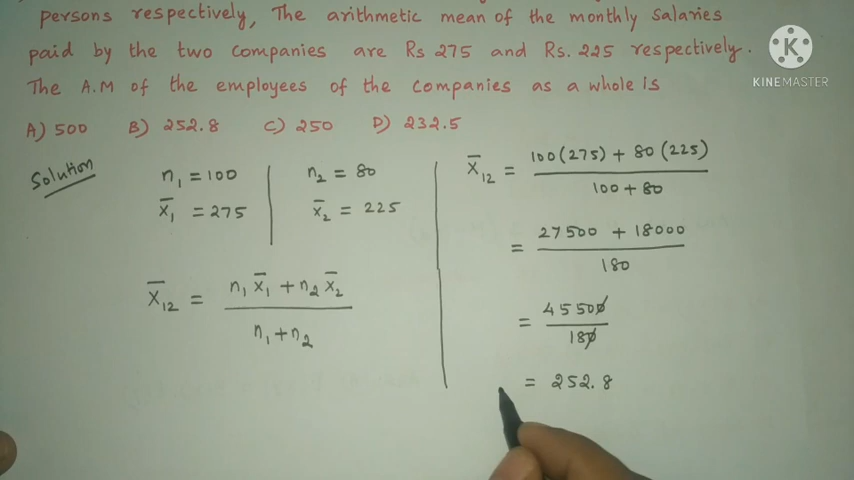 persons respectively, The arithmetic mean of the monthly salaries
paid by the two companies are Rs 275 and Rs. 225 respectively.
The A.M of the employees of the companies as a whole is
A) 500 B) 252.8 C) 250 D) 232.5
Solution
n₁ = 100
x̄₁ = 275
n₂ = 80
x̄₂ = 225
x̄₁₂ = (n₁x̄₁ + n₂x̄₂) / (n₁ + n₂)
x̄₁₂ = (100(275) + 80(225)) / (100 + 80)
= (27500 + 18000) / 180
= 45500 / 180
= 252.8
K
KINEMASTER